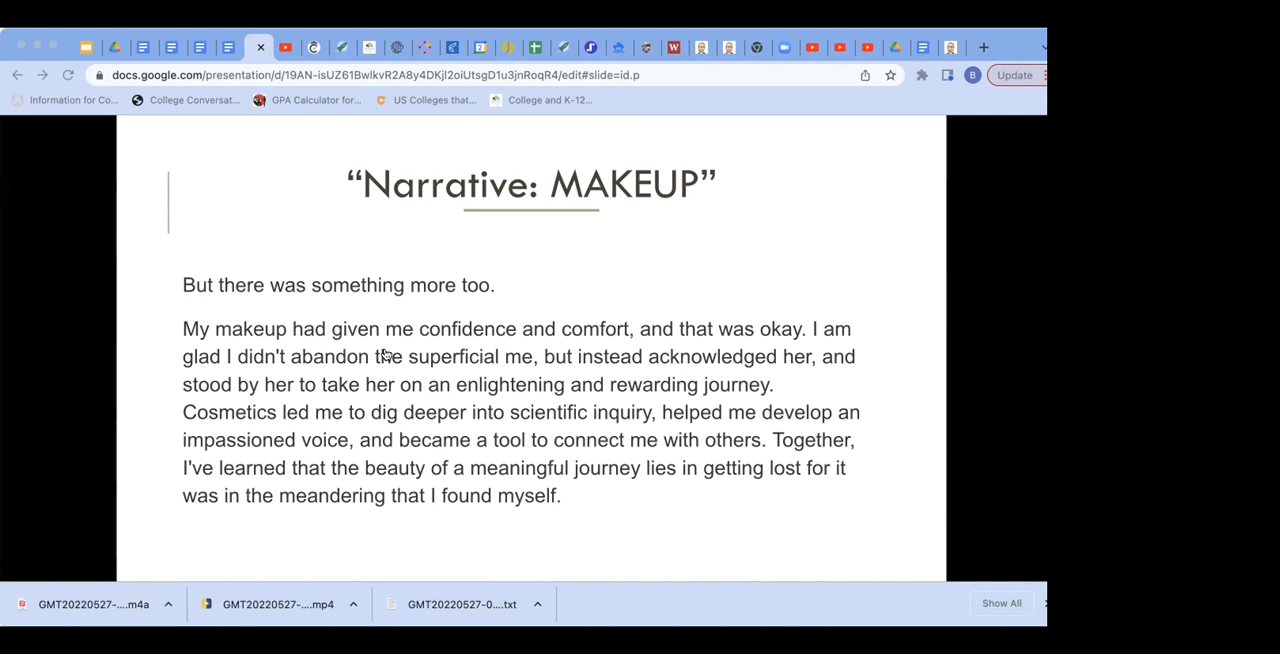 docs.google.com/presentation/d/19AN-isUZ61BwlkvR2A8y4DKjI2oiUtsgD1u3jnRoqR4/edit#slide=id.p
B
Update
Information for Co...
College Conversat...
GPA Calculator for...
US Colleges that...
College and K-12...
“Narrative: MAKEUP”
But there was something more too.
My makeup had given me confidence and comfort, and that was okay. I am
glad I didn't abandon the superficial me, but instead acknowledged her, and
stood by her to take her on an enlightening and rewarding journey.
Cosmetics led me to dig deeper into scientific inquiry, helped me develop an
impassioned voice, and became a tool to connect me with others. Together,
I've learned that the beauty of a meaningful journey lies in getting lost for it
was in the meandering that I found myself.
GMT20220527-....m4a
GMT20220527-....mp4
GMT20220527-0....txt
Show All